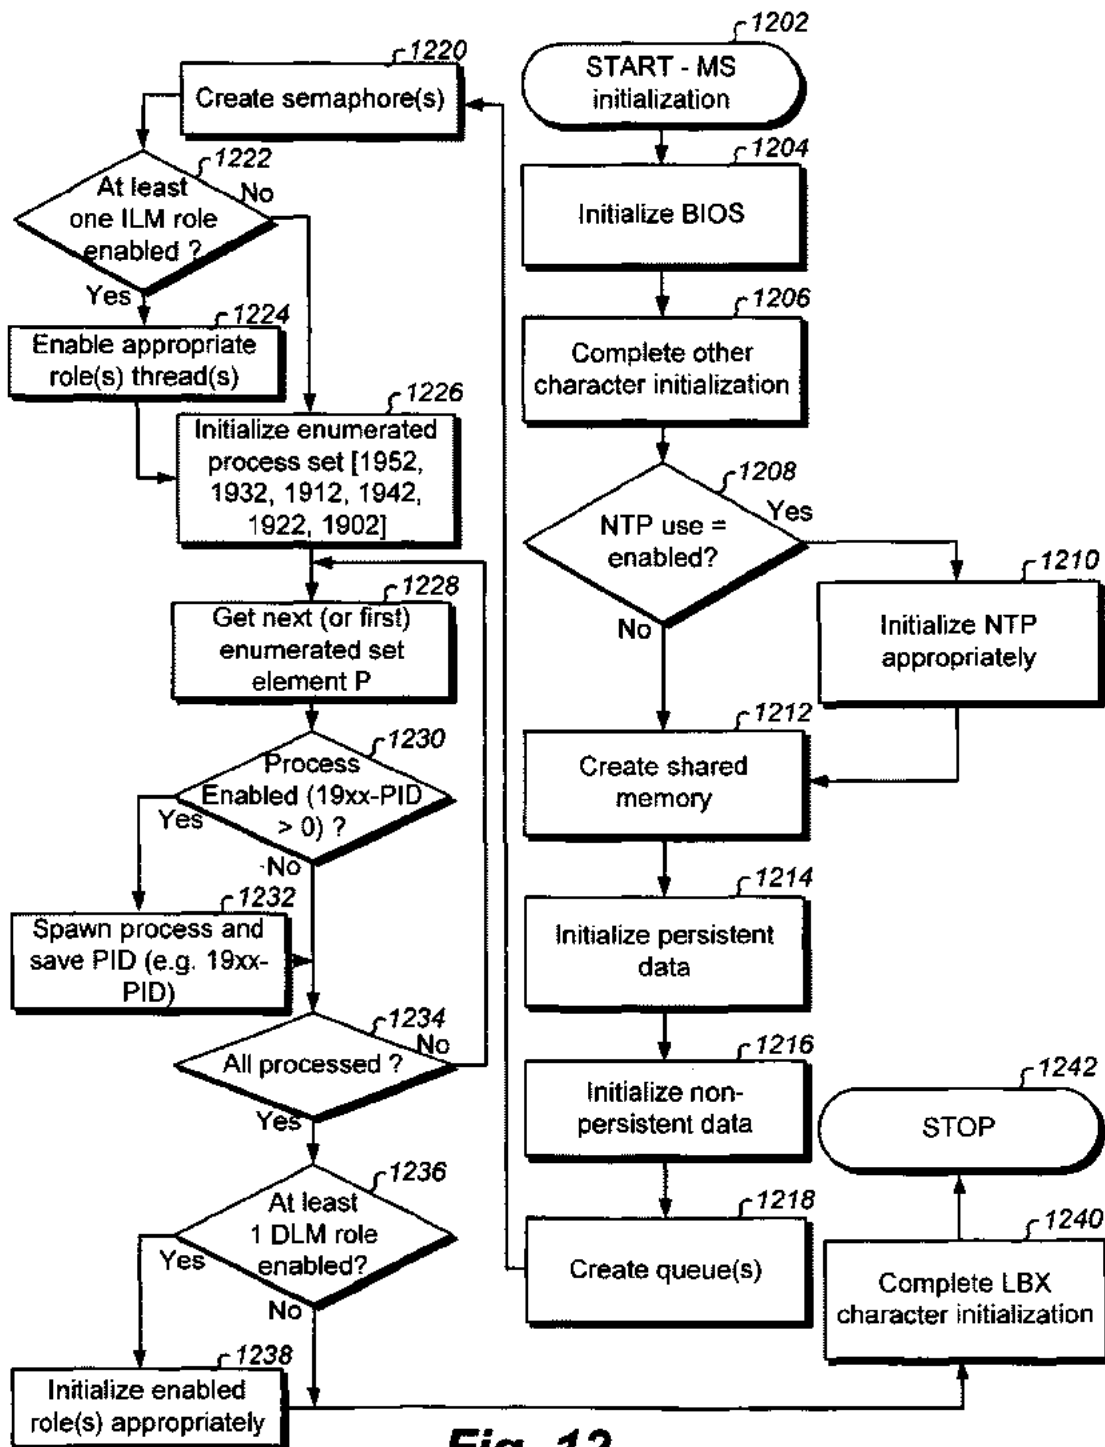 1202
START - MS
initialization
1204
Initialize BIOS
1206
Complete other
character initialization
1208
NTP use =
enabled?
Yes
No
1210
Initialize NTP
appropriately
1212
Create shared
memory
1214
Initialize persistent
data
1216
Initialize non-
persistent data
1218
Create queue(s)
1220
Create semaphore(s)
1222
At least
one ILM role
enabled ?
No
Yes
1224
Enable appropriate
role(s) thread(s)
1226
Initialize enumerated
process set [1952,
1932, 1912, 1942,
1922, 1902]
1228
Get next (or first)
enumerated set
element P
1230
Process
Enabled (19xx-PID
> 0) ?
Yes
No
1232
Spawn process and
save PID (e.g. 19xx-
PID)
1234
All processed ?
No
Yes
1236
At least
1 DLM role
enabled?
Yes
No
1238
Initialize enabled
role(s) appropriately
1240
Complete LBX
character initialization
1242
STOP
Fig. 12